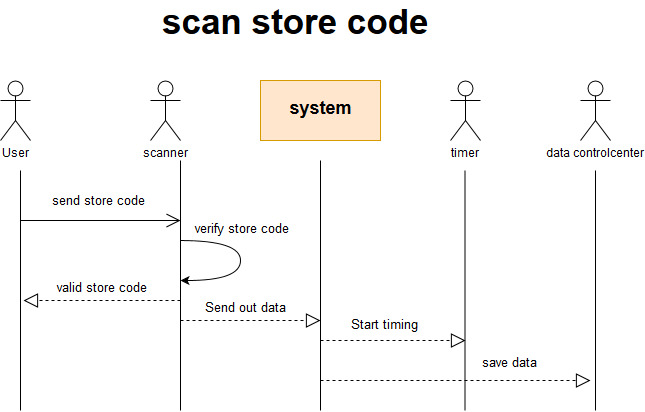 scan store code
system
User
scanner
timer
data controlcenter
send store code
verify store code
valid store code
Send out data
Start timing
save data